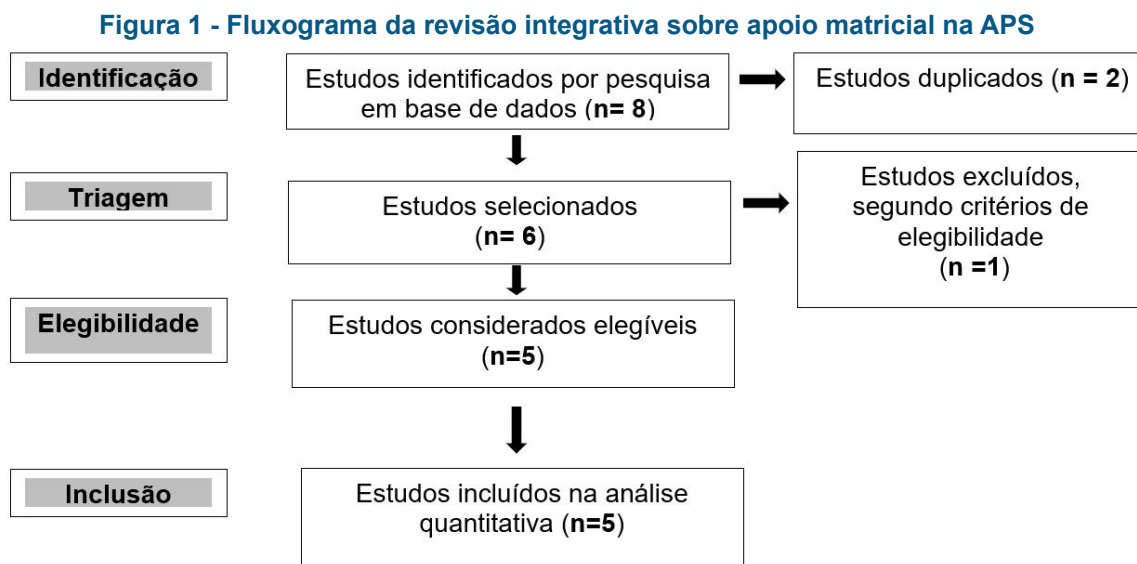 Figura 1 - Fluxograma da revisão integrativa sobre apoio matricial na APS
Identificação
Estudos identificados por pesquisa
em base de dados (n= 8)
Estudos duplicados (n = 2)
Triagem
Estudos selecionados
(n= 6)
Estudos excluídos,
segundo critérios de
elegibilidade
(n =1)
Elegibilidade
Estudos considerados elegíveis
(n=5)
Inclusão
Estudos incluídos na análise
quantitativa (n=5)